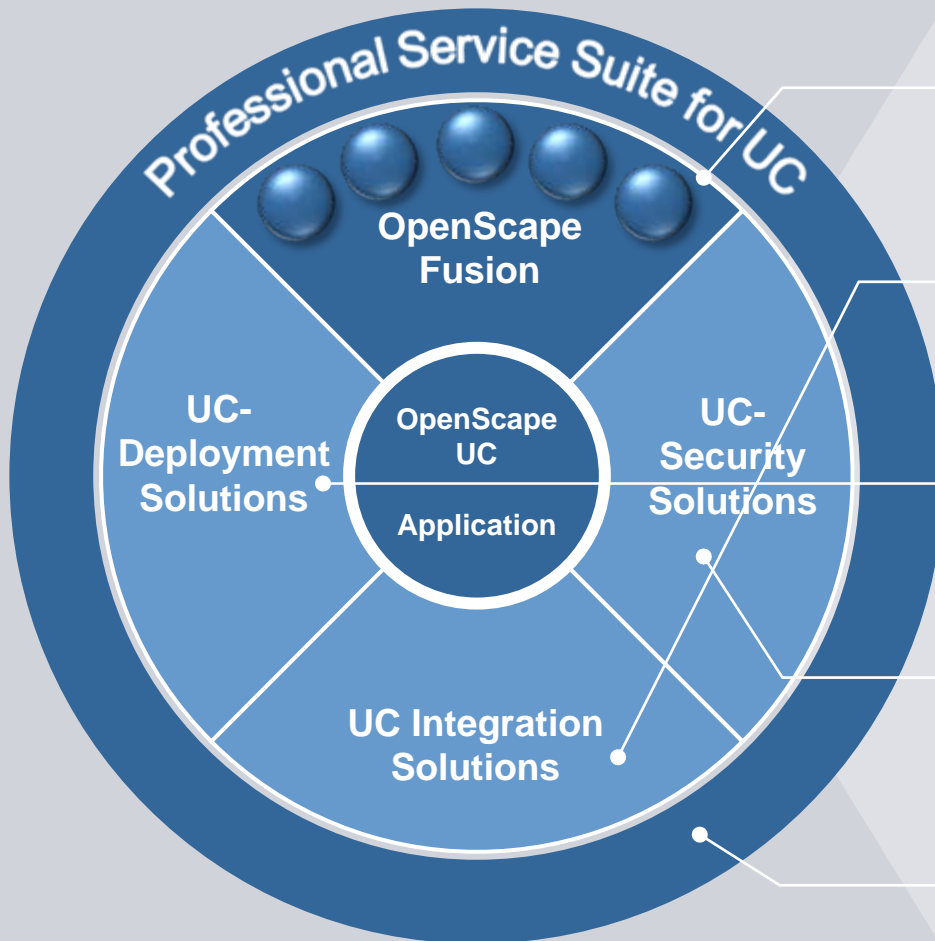 Professional Service Suite for UC
OpenScape
Fusion
UC-
Deployment
Solutions
OpenScape
UC
Application
UC-
Security
Solutions
UC Integration
Solutions